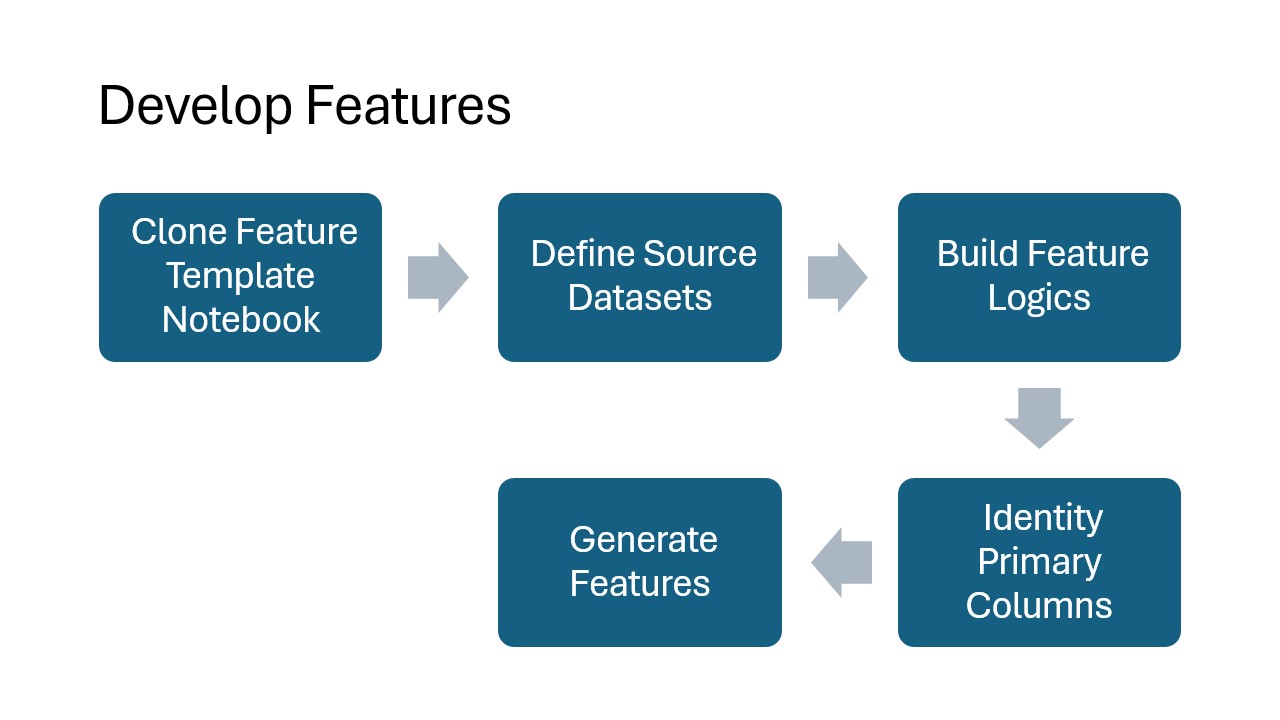 Develop Features
Clone Feature
Template
Notebook
Define Source
Datasets
Build Feature
Logics
Identity
Primary
Columns
Generate
Features